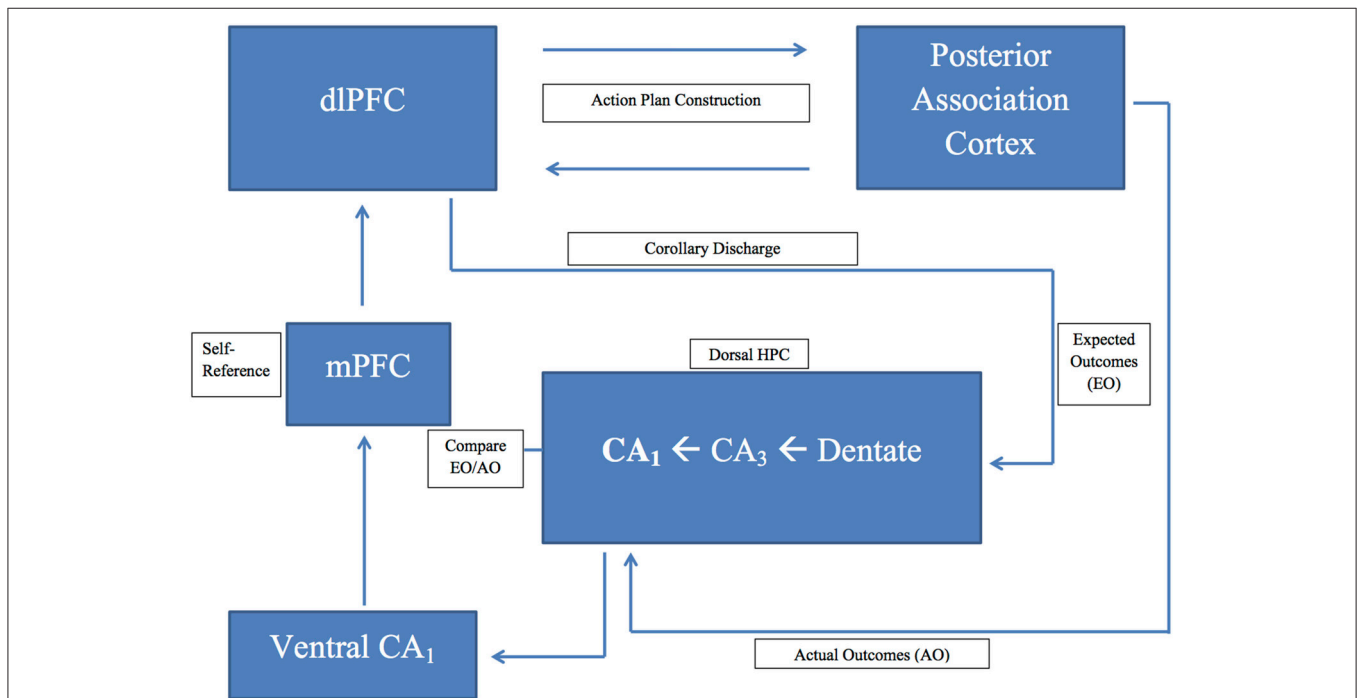 dlPFC
Action Plan Construction
Posterior
Association
Cortex
Corollary Discharge
Self-
Reference
mPFC
Dorsal HPC
Expected
Outcomes
(EO)
Compare
EO/AO
CA₁ ← CA₃ ← Dentate
Ventral CA₁
Actual Outcomes (AO)